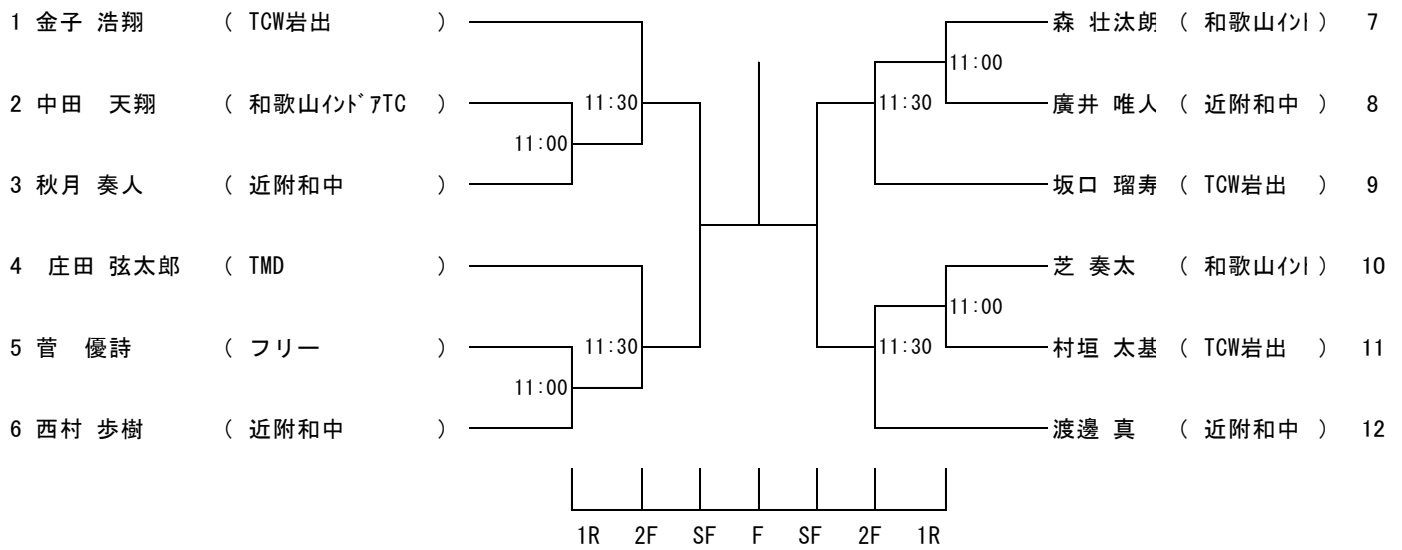 1 金子 浩翔 ( TCW岩出 ) 森 壮汰朗 ( 和歌山ｲﾝﾄ ) 7
11:00
2 中田 天翔 ( 和歌山ｲﾝﾄﾞｱTC ) 11:30 11:30 廣井 唯人 ( 近附和中 ) 8
11:00
3 秋月 奏人 ( 近附和中 ) 坂口 瑠寿 ( TCW岩出 ) 9
4 庄田 弦太郎 ( TMD ) 芝 奏太 ( 和歌山ｲﾝﾄ ) 10
11:00
5 菅 優詩 ( フリー ) 11:30 11:30 村垣 太基 ( TCW岩出 ) 11
11:00
6 西村 歩樹 ( 近附和中 ) 渡邊 真 ( 近附和中 ) 12
1R 2F SF F SF 2F 1R